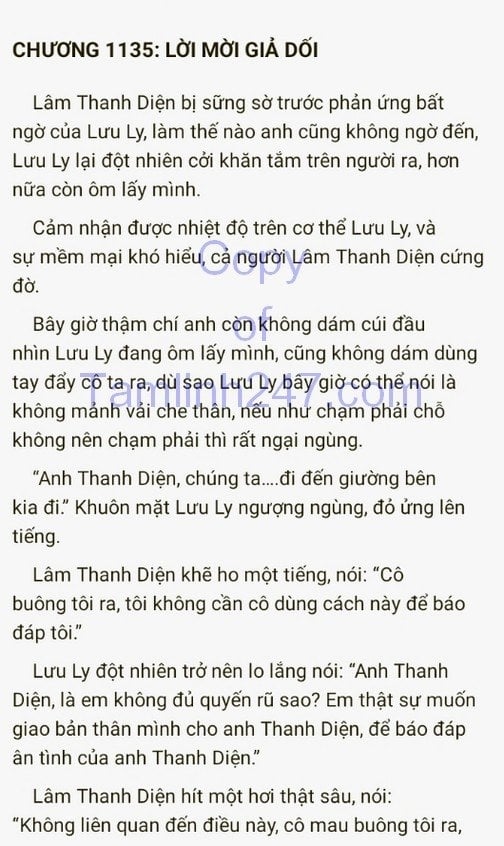 CHƯƠNG 1135: LỜI MỜI GIẢ DỐI
Lâm Thanh Diện bị sững sờ trước phản ứng bất
ngờ của Lưu Ly, làm thế nào anh cũng không ngờ đến,
Lưu Ly lại đột nhiên cởi khăn tắm trên người ra, hơn
nữa còn ôm lấy mình.
Cảm nhận được nhiệt độ trên cơ thể Lưu Ly, và
sự mềm mại khó hiểu, cả người Lâm Thanh Diện cứng
đờ.
Bây giờ thậm chí anh còn không dám cúi đầu
nhìn Lưu Ly đang ôm lấy mình, cũng không dám dùng
tay đẩy cô ta ra, dù sao Lưu Ly bây giờ có thể nói là
không mảnh vải che thân, nếu như chạm phải chỗ
không nên chạm phải thì rất ngại ngùng.
“Anh Thanh Diện, chúng ta....đi đến giường bên
kia đi.” Khuôn mặt Lưu Ly ngượng ngùng, đỏ ửng lên
tiếng.
Lâm Thanh Diện khẽ ho một tiếng, nói: “Cô
buông tôi ra, tôi không cần cô dùng cách này để báo
đáp tôi.”
Lưu Ly đột nhiên trở nên lo lắng nói: “Anh Thanh
Diện, là em không đủ quyến rũ sao? Em thật sự muốn
giao bản thân mình cho anh Thanh Diện, để báo đáp
ân tình của anh Thanh Diện.”
Lâm Thanh Diện hít một hơi thật sâu, nói:
“Không liên quan đến điều này, cô mau buông tôi ra,
Copy
of
Tamlinh247.com